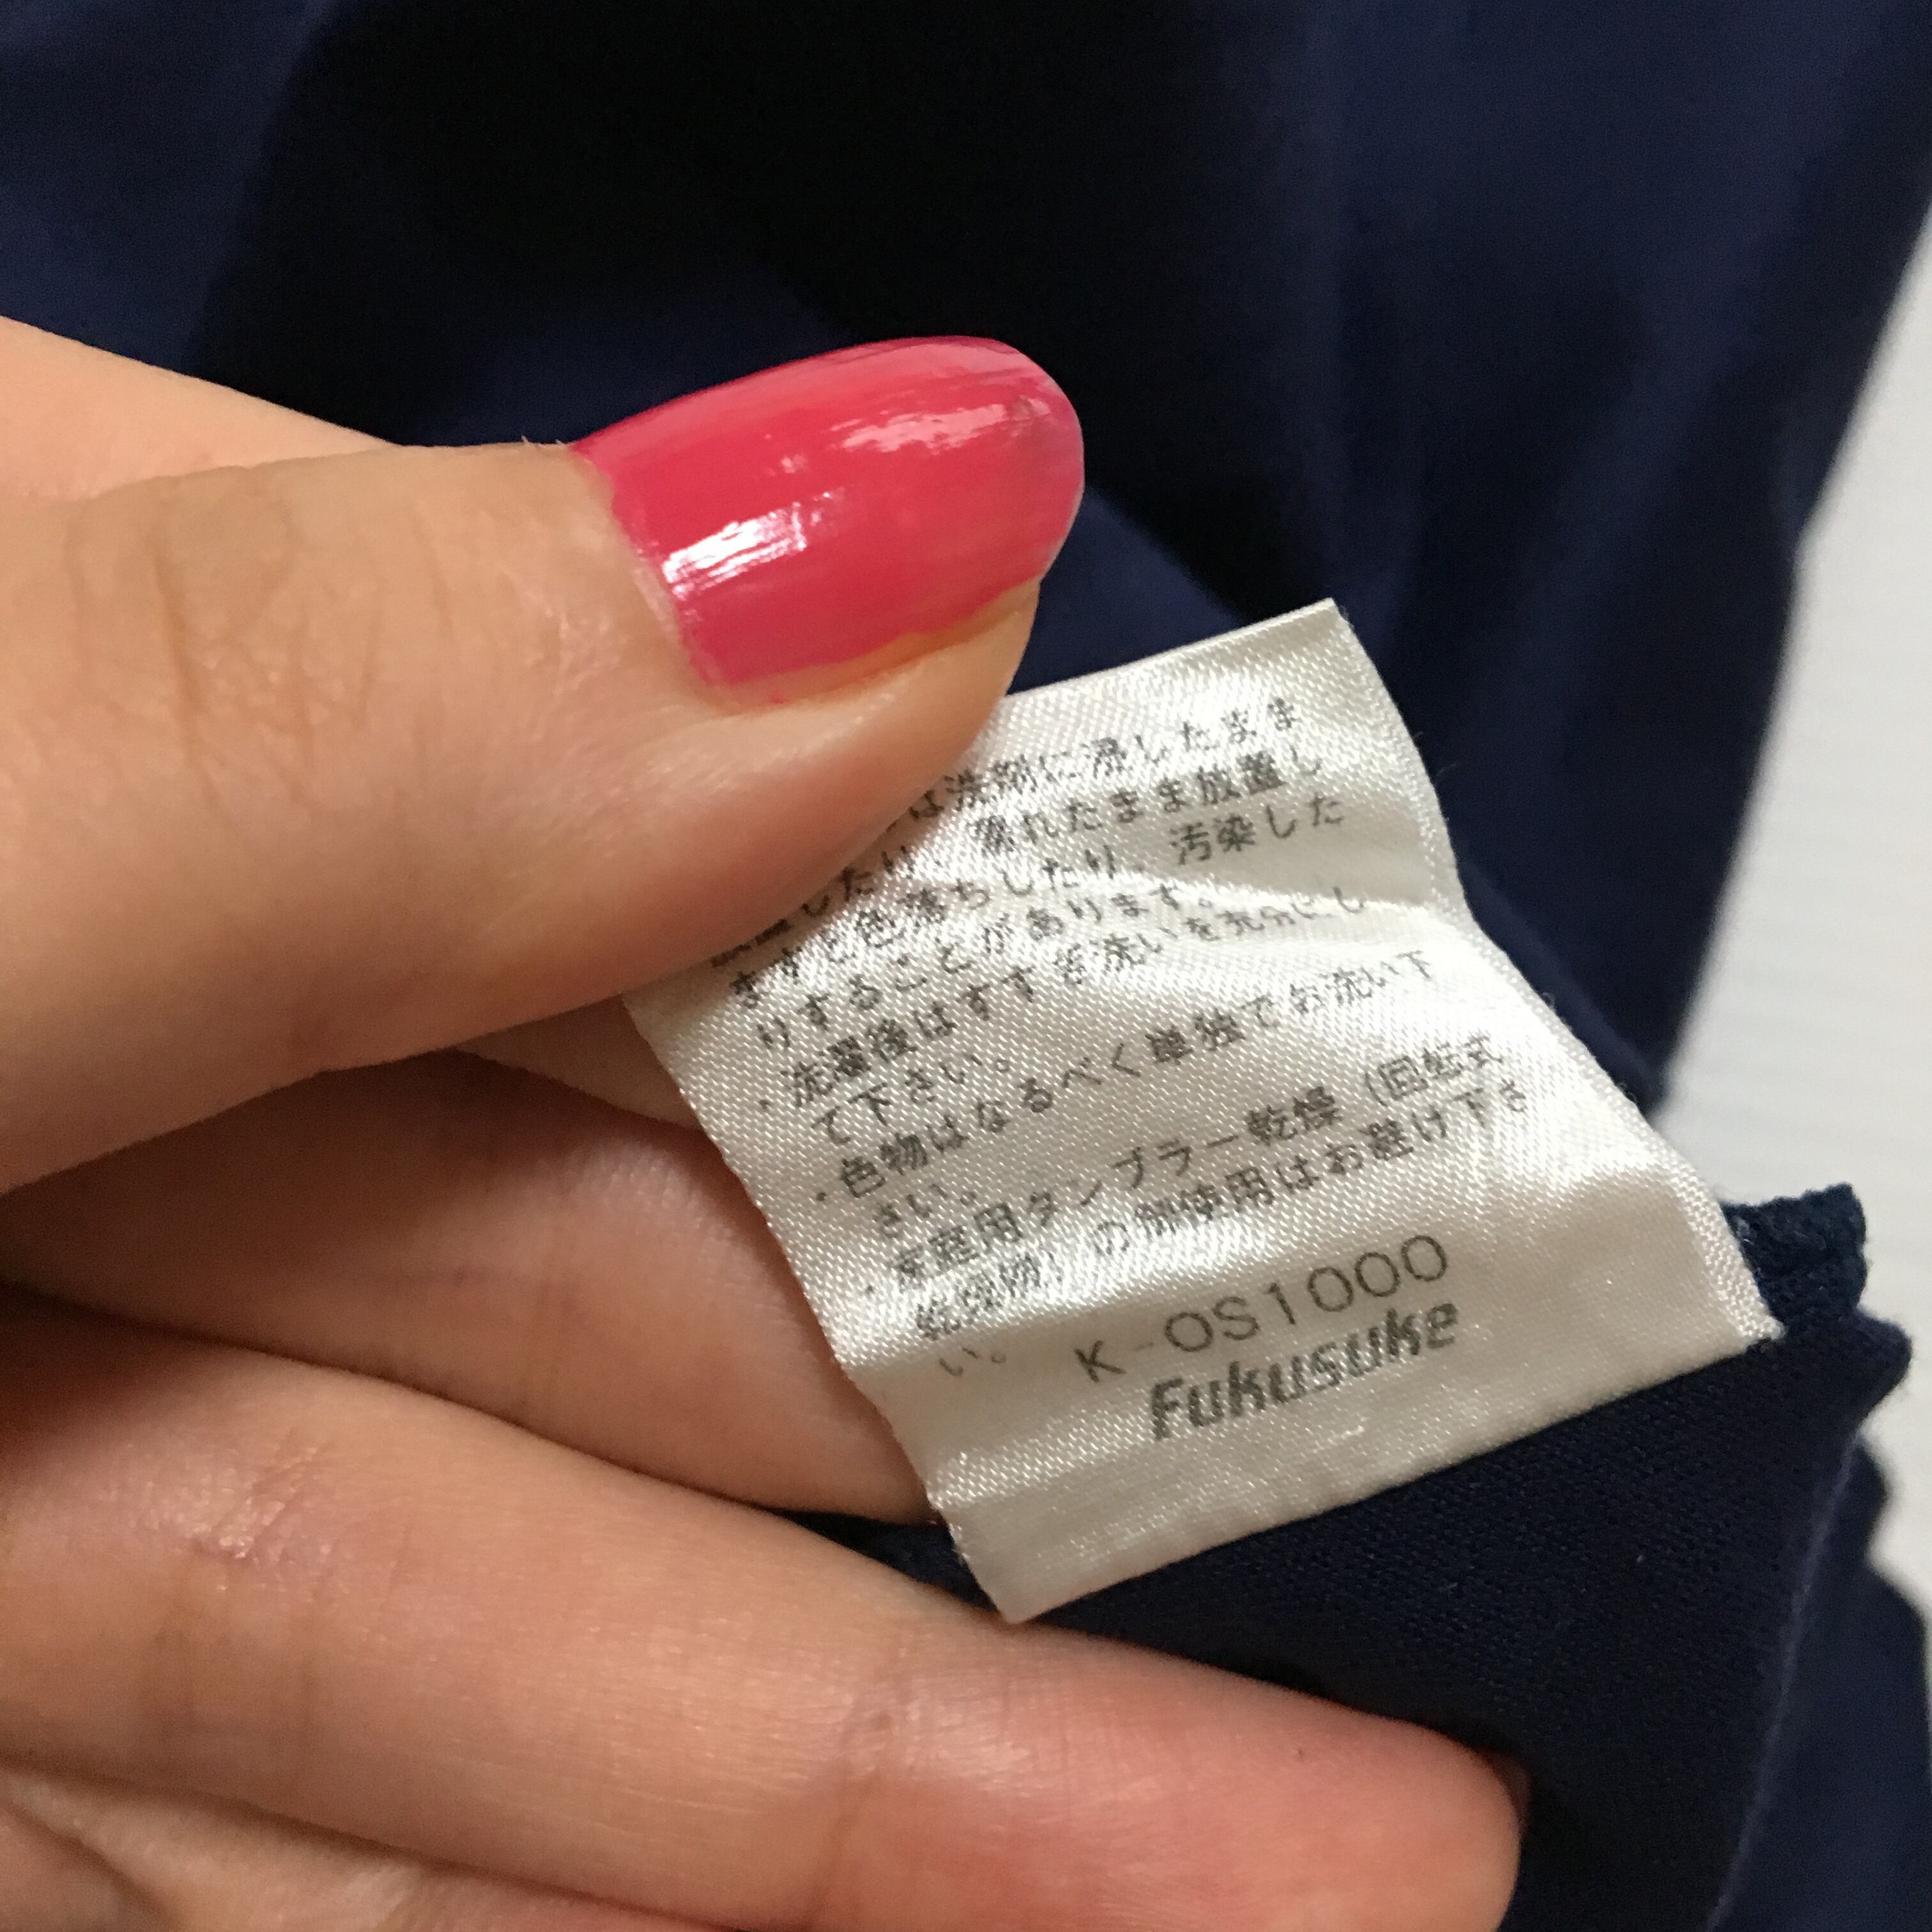 は洗剤に浸したまま
したり、濡れたまま放置し
ますと色落ちしたり、汚染した
りすることがあります。
・洗濯後はすすぎ洗いを充分にし
て下さい。
・色物はなるべく単独でお洗い下
さい。
・家庭用タンブラー乾燥（回転式
乾燥機）の御使用はお避け下さ
い。
K-OS1000
Fukusuke